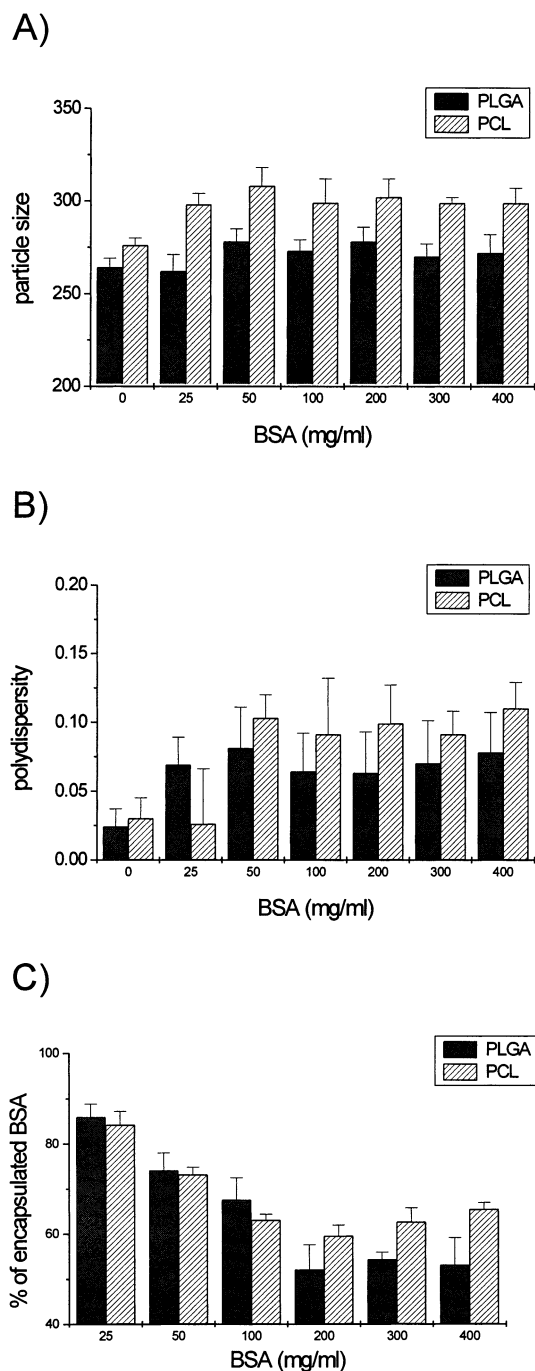 A)
PLGA
PCL
350
300
250
200
particle size
0 25 50 100 200 300 400
BSA (mg/ml)
B)
PLGA
PCL
0.20
0.15
0.10
0.05
0.00
polydispersity
0 25 50 100 200 300 400
BSA (mg/ml)
C)
PLGA
PCL
100
80
60
40
% of encapsulated BSA
25 50 100 200 300 400
BSA (mg/ml)